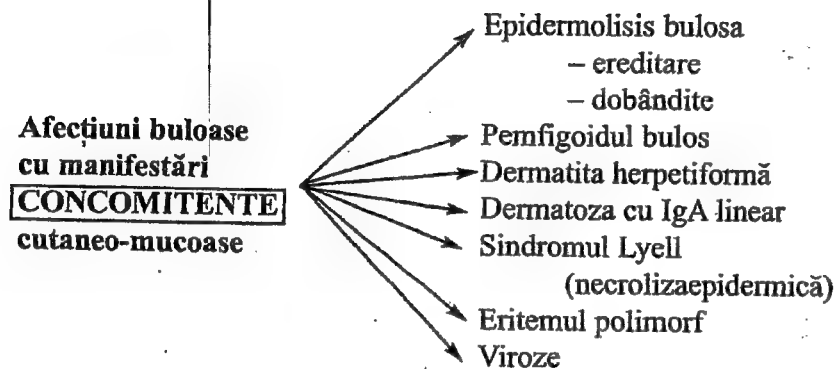 Afecțiuni buloase
cu manifestări
CONCOMITENTE
cutaneo-mucoase
Epidermolisis bulosa
– ereditare
– dobândite
Pemfigoidul bulos
Dermatita herpetiformă
Dermatoza cu IgA linear
Sindromul Lyell
(necrolizaepidermică)
Eritemul polimorf
Viroze